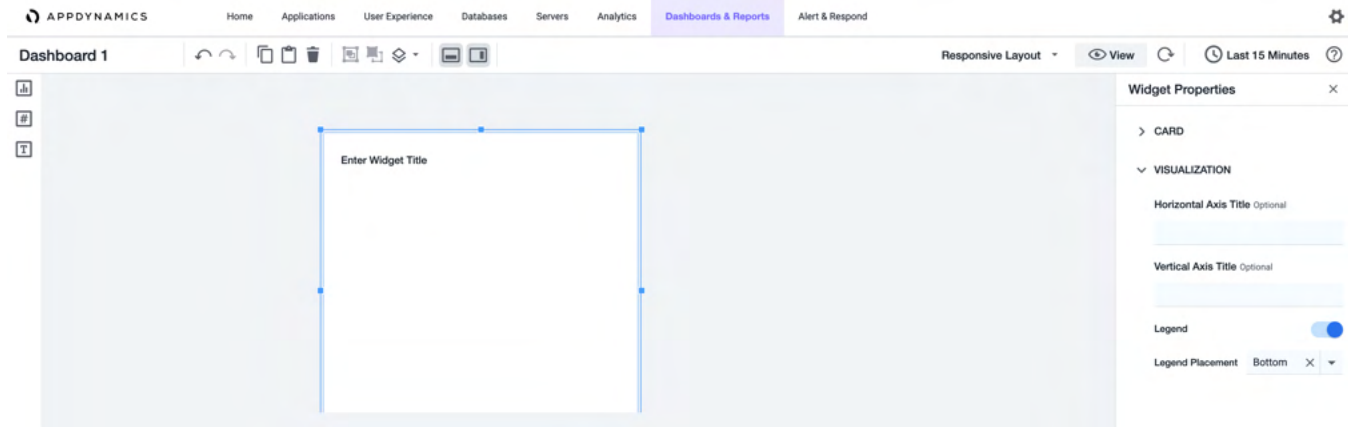 APPDYNAMICS Home Applications User Experience Databases Servers Analytics Dashboards & Reports Alert & Respond
Dashboard 1 Responsive Layout View Last 15 Minutes
Widget Properties
#
T
CARD
Enter Widget Title
VISUALIZATION
Horizontal Axis Title Optional
Vertical Axis Title Optional
Legend
Legend Placement Bottom